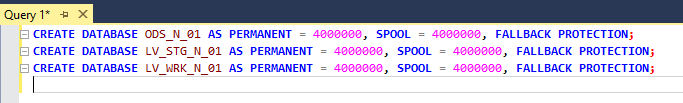 Query 1*
CREATE DATABASE ODS_N_01 AS PERMANENT = 4000000, SPOOL = 4000000, FALLBACK PROTECTION;
CREATE DATABASE LV_STG_N_01 AS PERMANENT = 4000000, SPOOL = 4000000, FALLBACK PROTECTION;
CREATE DATABASE LV_WRK_N_01 AS PERMANENT = 4000000, SPOOL = 4000000, FALLBACK PROTECTION;